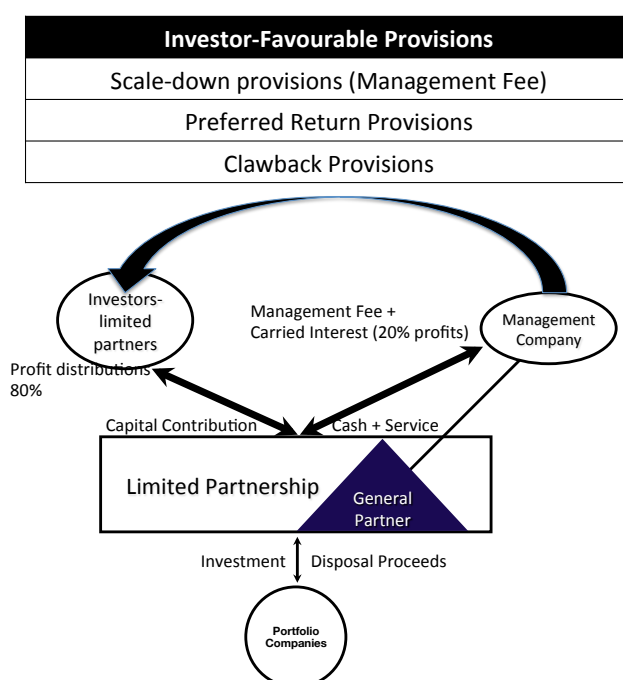 Investor-Favourable Provisions
Scale-down provisions (Management Fee)
Preferred Return Provisions
Clawback Provisions
Investors-
limited
partners
Management Fee +
Carried Interest (20% profits)
Management
Company
Profit distributions
80%
Capital Contribution
Cash + Service
Limited Partnership
General
Partner
Investment
Disposal Proceeds
Portfolio
Companies